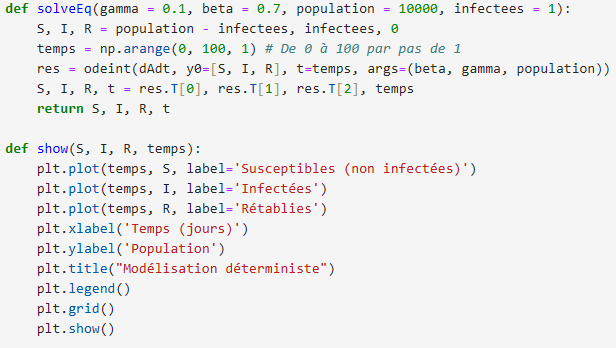 def solveEq(gamma = 0.1, beta = 0.7, population = 10000, infectees = 1):
    S, I, R = population - infectees, infectees, 0
    temps = np.arange(0, 100, 1) # De 0 à 100 par pas de 1
    res = odeint(dAdt, y0=[S, I, R], t=temps, args=(beta, gamma, population))
    S, I, R, t = res.T[0], res.T[1], res.T[2], temps
    return S, I, R, t

def show(S, I, R, temps):
    plt.plot(temps, S, label='Susceptibles (non infectées)')
    plt.plot(temps, I, label='Infectées')
    plt.plot(temps, R, label='Rétablies')
    plt.xlabel('Temps (jours)')
    plt.ylabel('Population')
    plt.title("Modélisation déterministe")
    plt.legend()
    plt.grid()
    plt.show()